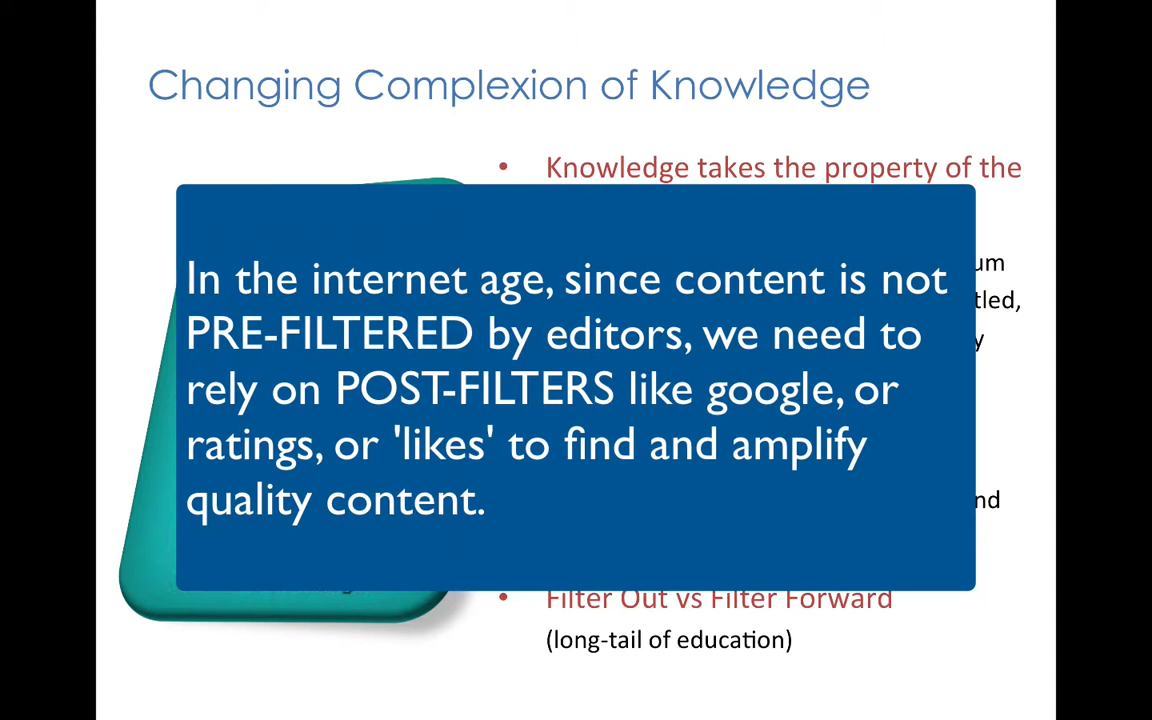 Changing Complexion of Knowledge
• Knowledge takes the property of the
In the internet age, since content is not
PRE-FILTERED by editors, we need to
rely on POST-FILTERS like google, or
ratings, or 'likes' to find and amplify
quality content.
• Filter Out vs Filter Forward
(long-tail of education)